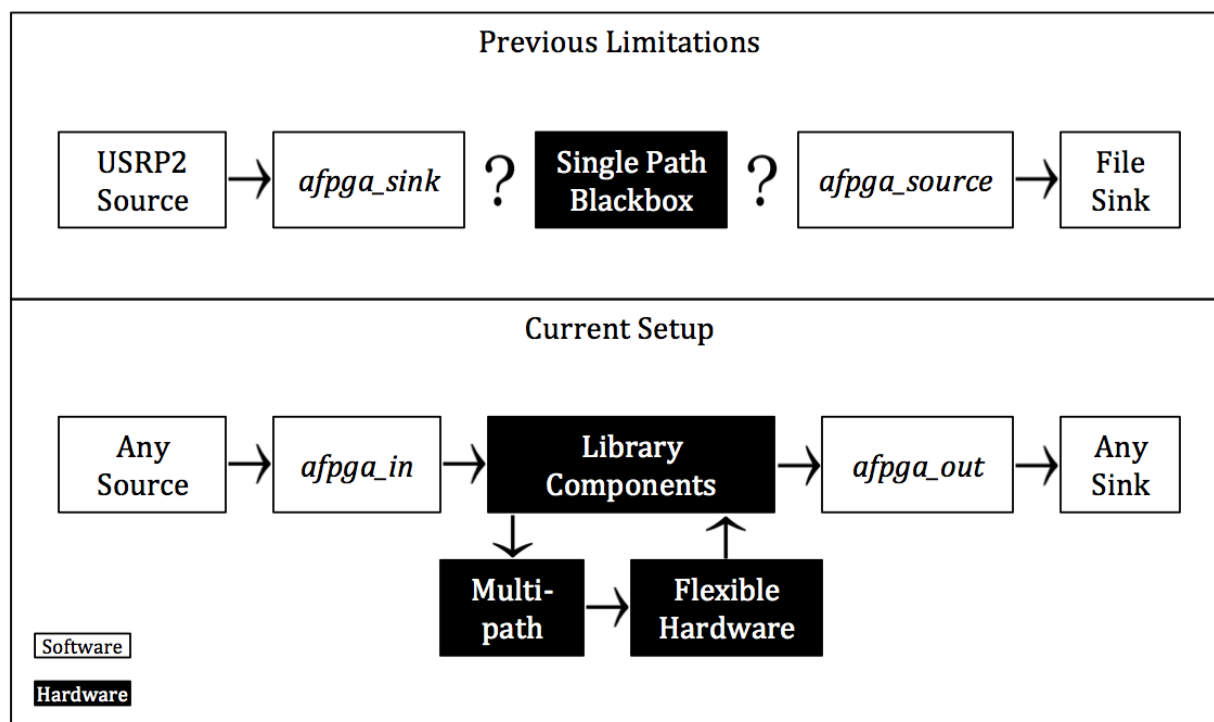 Previous Limitations
USRP2
Source
afpga_sink
?
Single Path
Blackbox
?
afpga_source
File
Sink
Current Setup
Any
Source
afpga_in
Library
Components
afpga_out
Any
Sink
Multi-
path
Flexible
Hardware
Software
Hardware